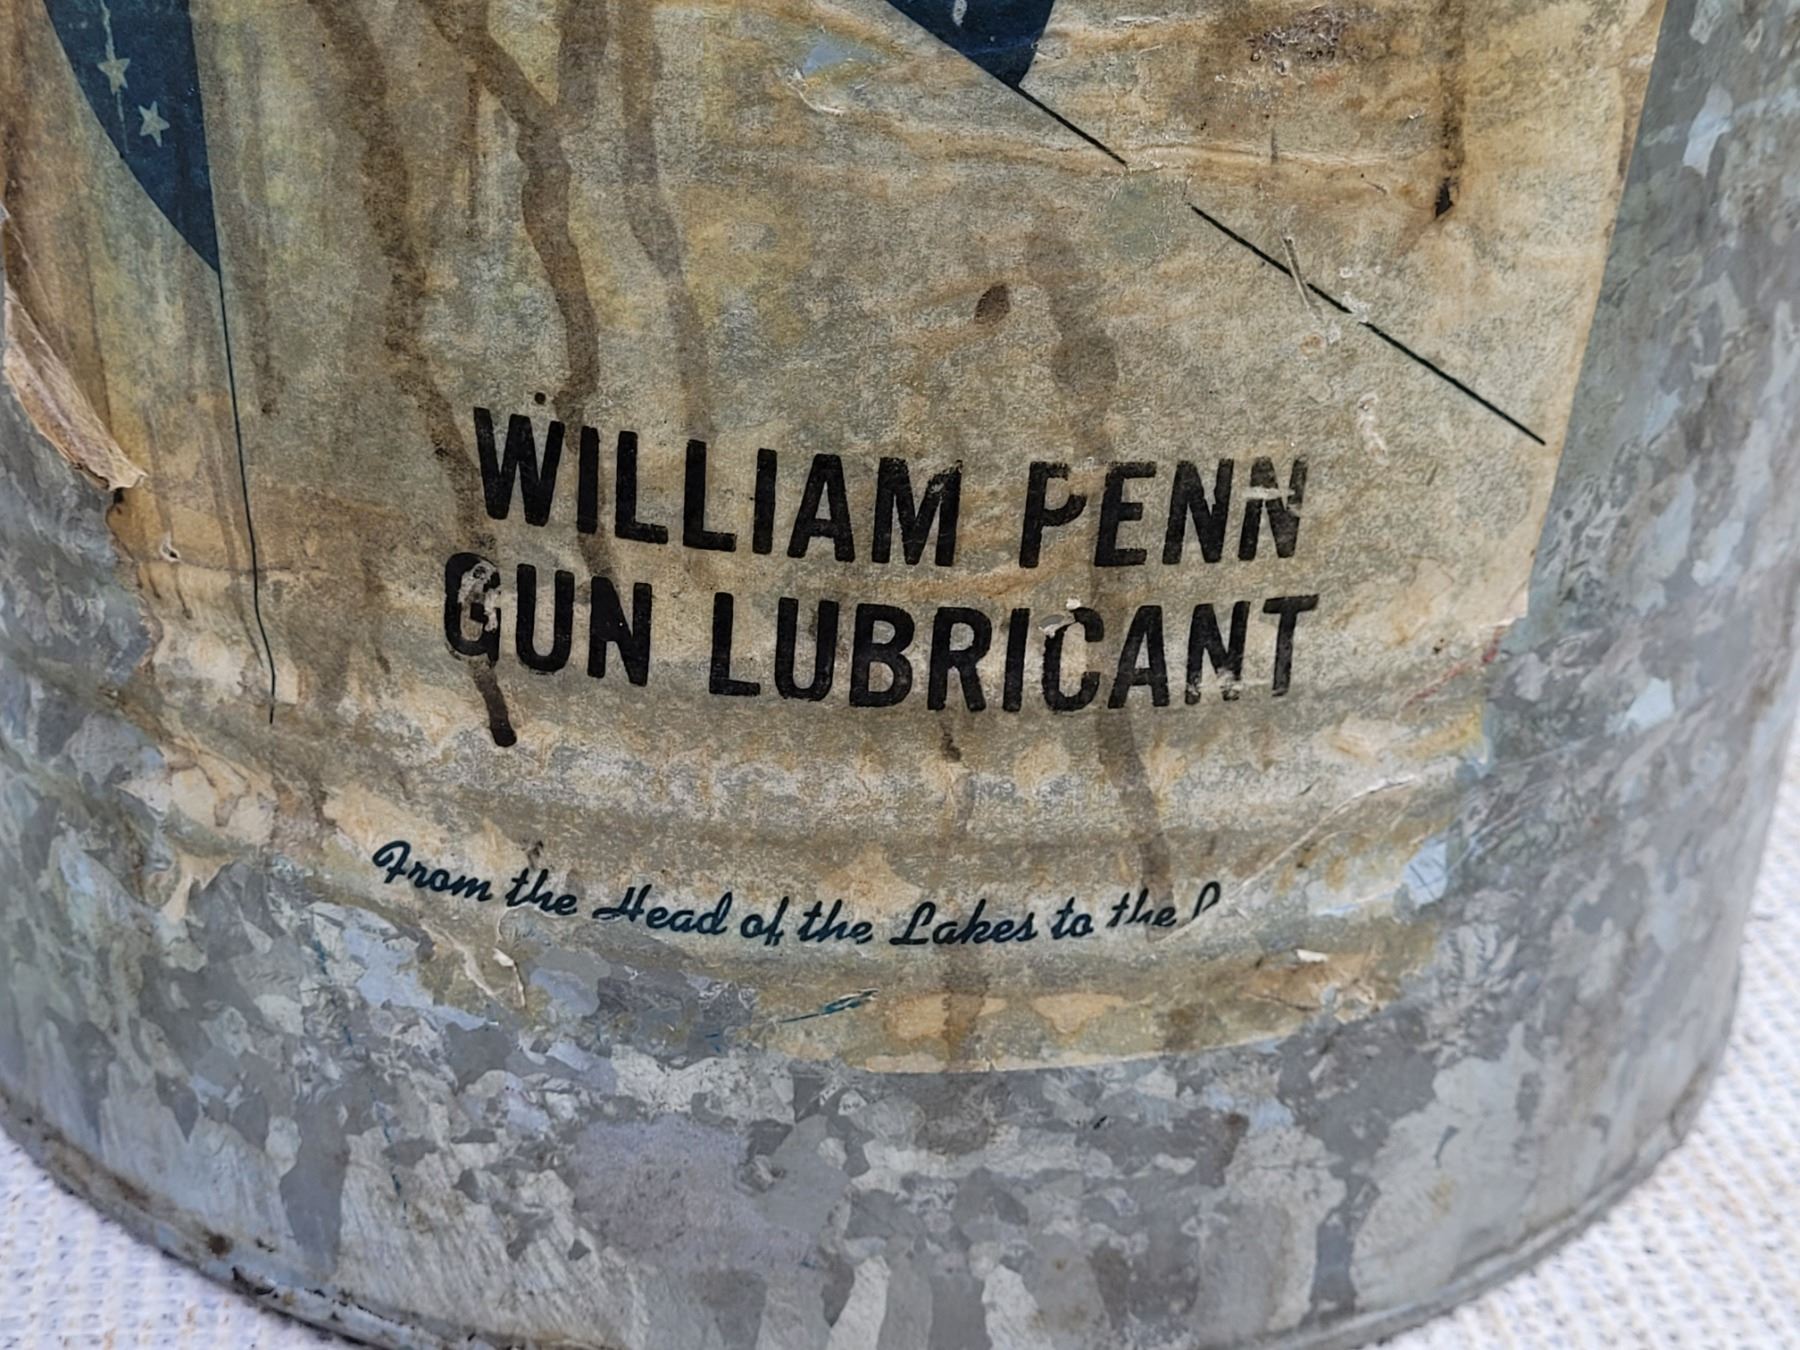 WILLIAM PENN
GUN LUBRICANT
From the Head of the Lakes to the